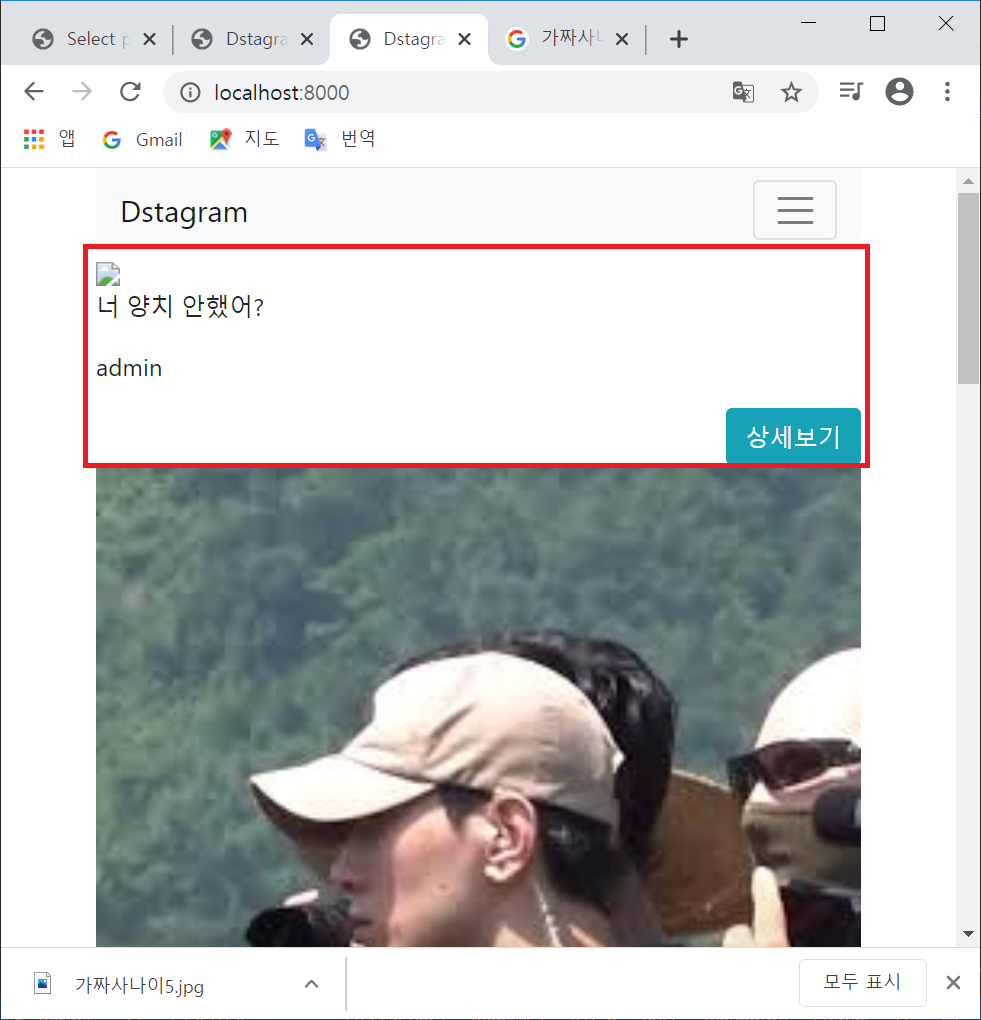 Select p
Dstagra
Dstagra
가짜사
localhost:8000
앱
Gmail
지도
번역
Dstagram
너 양치 안했어?
admin
상세보기
가짜사나이5.jpg
모두 표시